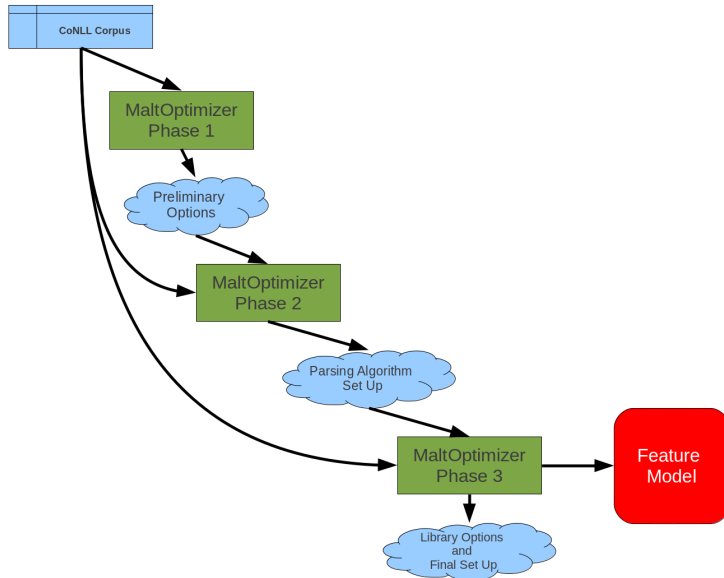 CoNLL Corpus
MaltOptimizer
Phase 1
Preliminary
Options
MaltOptimizer
Phase 2
Parsing Algorithm
Set Up
MaltOptimizer
Phase 3
Feature
Model
Library Options
and
Final Set Up